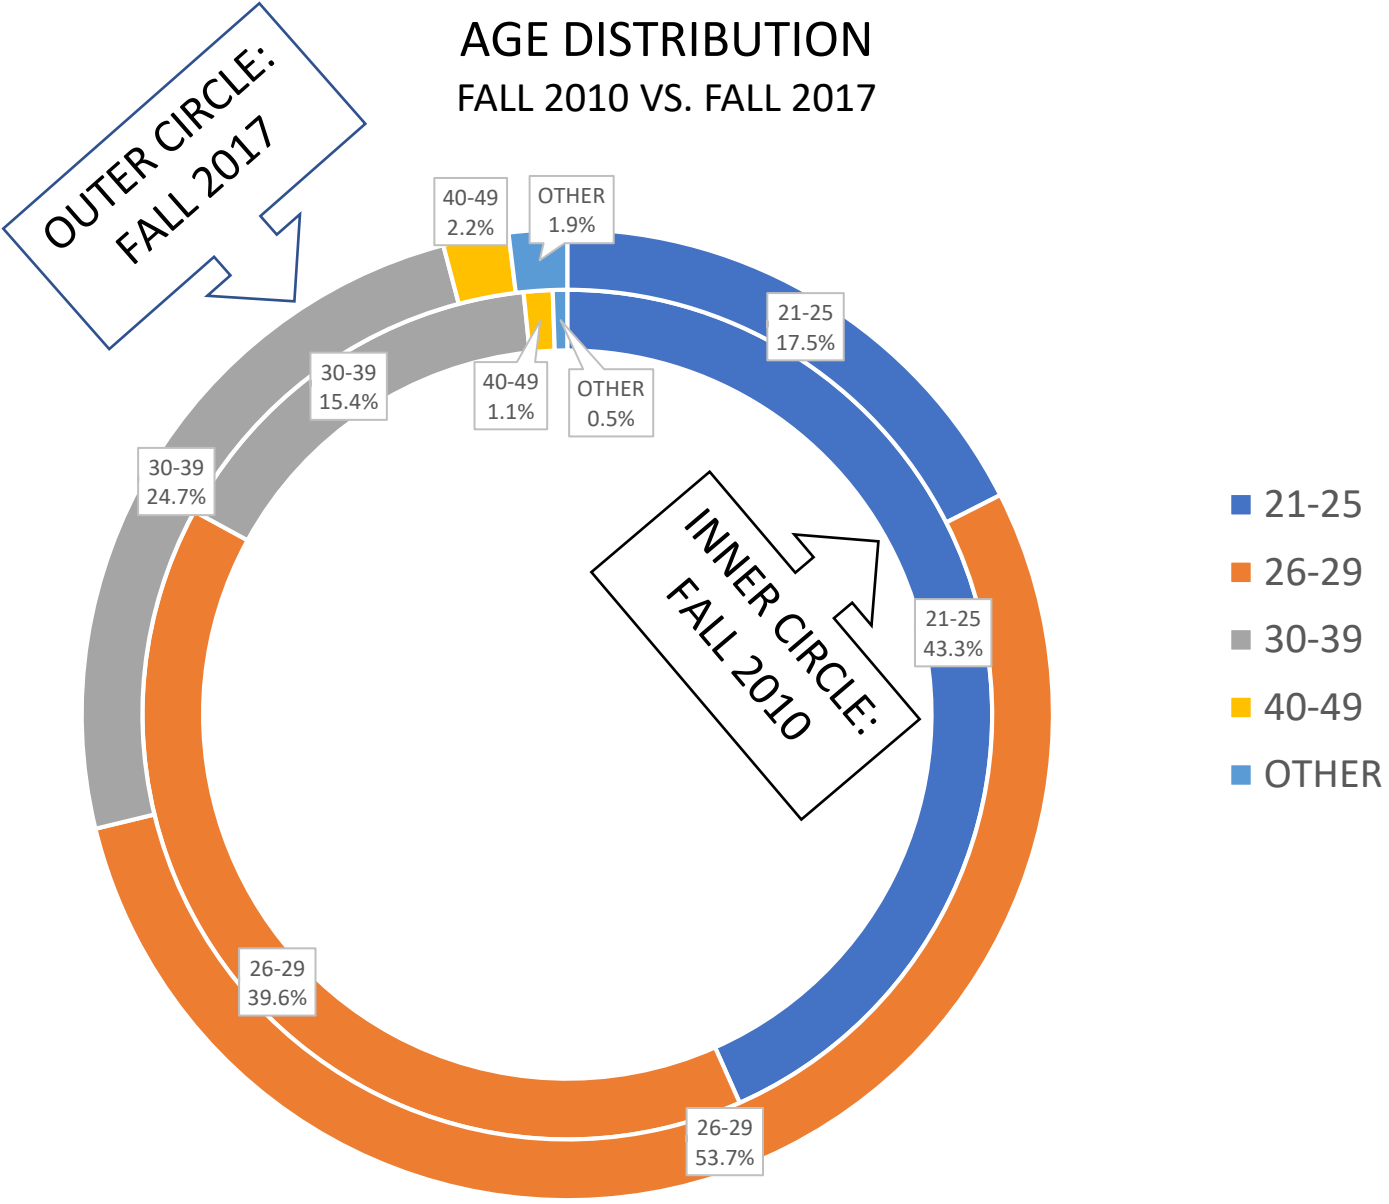 AGE DISTRIBUTION
FALL 2010 VS. FALL 2017
OUTER CIRCLE:
FALL 2017
40-49
2.2%
OTHER
1.9%
21-25
17.5%
30-39
15.4%
40-49
1.1%
OTHER
0.5%
30-39
24.7%
INNER CIRCLE:
FALL 2010
21-25
43.3%
26-29
39.6%
26-29
53.7%
21-25
26-29
30-39
40-49
OTHER